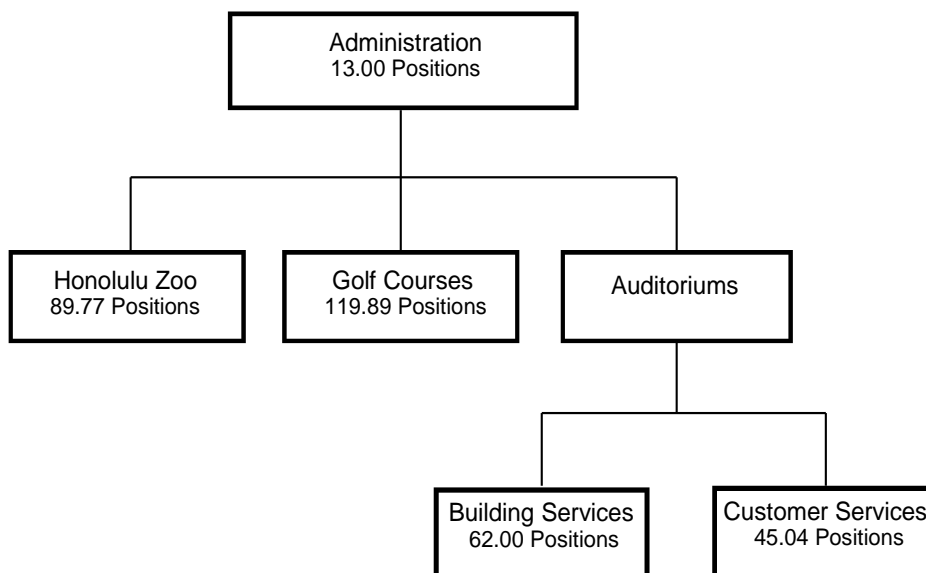 Administration
13.00 Positions
Honolulu Zoo
89.77 Positions
Golf Courses
119.89 Positions
Auditoriums
Building Services
62.00 Positions
Customer Services
45.04 Positions